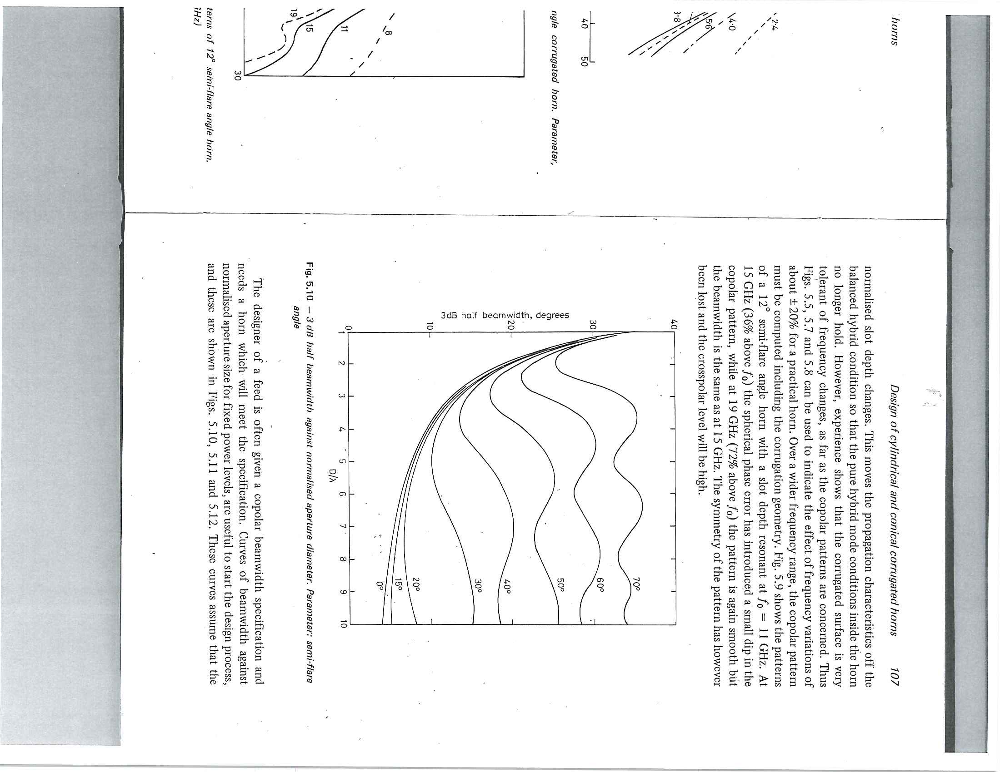 horns
2·4
4·0
5·6
3·8
40
50
ngle corrugated horn. Parameter,
8
11
15
19
30
terns of 12° semi-flare angle horn.
Hz)
Design of cylindrical and conical corrugated horns 107
normalised slot depth changes. This moves the propagation characteristics off the
balanced hybrid condition so that the pure hybrid mode conditions inside the horn
no longer hold. However, experience shows that the corrugated surface is very
tolerant of frequency changes, as far as the copolar patterns are concerned. Thus
Figs. 5.5, 5.7 and 5.8 can be used to indicate the effect of frequency variations of
about ± 20% for a practical horn. Over a wider frequency range, the copolar pattern
must be computed including the corrugation geometry. Fig. 5.9 shows the patterns
of a 12° semi-flare angle horn with a slot depth resonant at f₀ = 11 GHz. At
15 GHz (36% above f₀) the spherical phase error has introduced a small dip in the
copolar pattern, while at 19 GHz (72% above f₀) the pattern is again smooth but
the beamwidth is the same as at 15 GHz. The symmetry of the pattern has however
been lost and the crosspolar level will be high.
40
30
20
10
0
3dB half beamwidth, degrees
70°
60°
50°
40°
30°
20°
15°
0°
1 2 3 4 5 6 7 8 9 10
D/λ
Fig. 5.10 – 3 dB half beamwidth against normalised aperture diameter. Parameter: semi-flare
angle
The designer of a feed is often given a copolar beamwidth specification and
needs a horn which will meet the specification. Curves of beamwidth against
normalised aperture size for fixed power levels, are useful to start the design process,
and these are shown in Figs. 5.10, 5.11 and 5.12. These curves assume that the